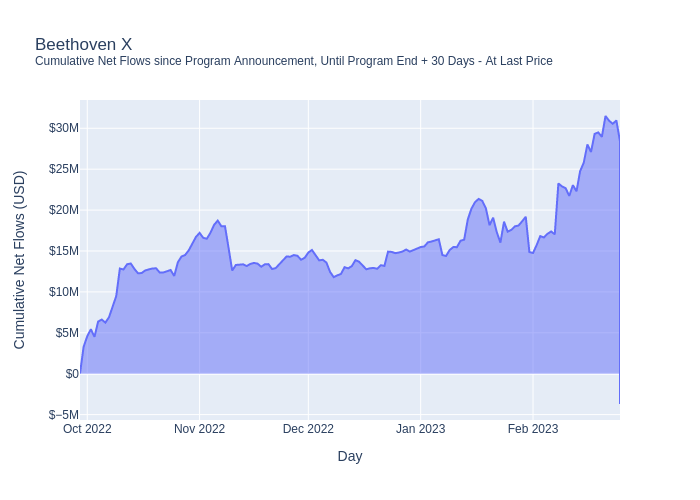 Beethoven X
Cumulative Net Flows since Program Announcement, Until Program End + 30 Days - At Last Price
Cumulative Net Flows (USD)
$30M
$25M
$20M
$15M
$10M
$5M
$0
$−5M
Oct 2022
Nov 2022
Dec 2022
Jan 2023
Feb 2023
Day